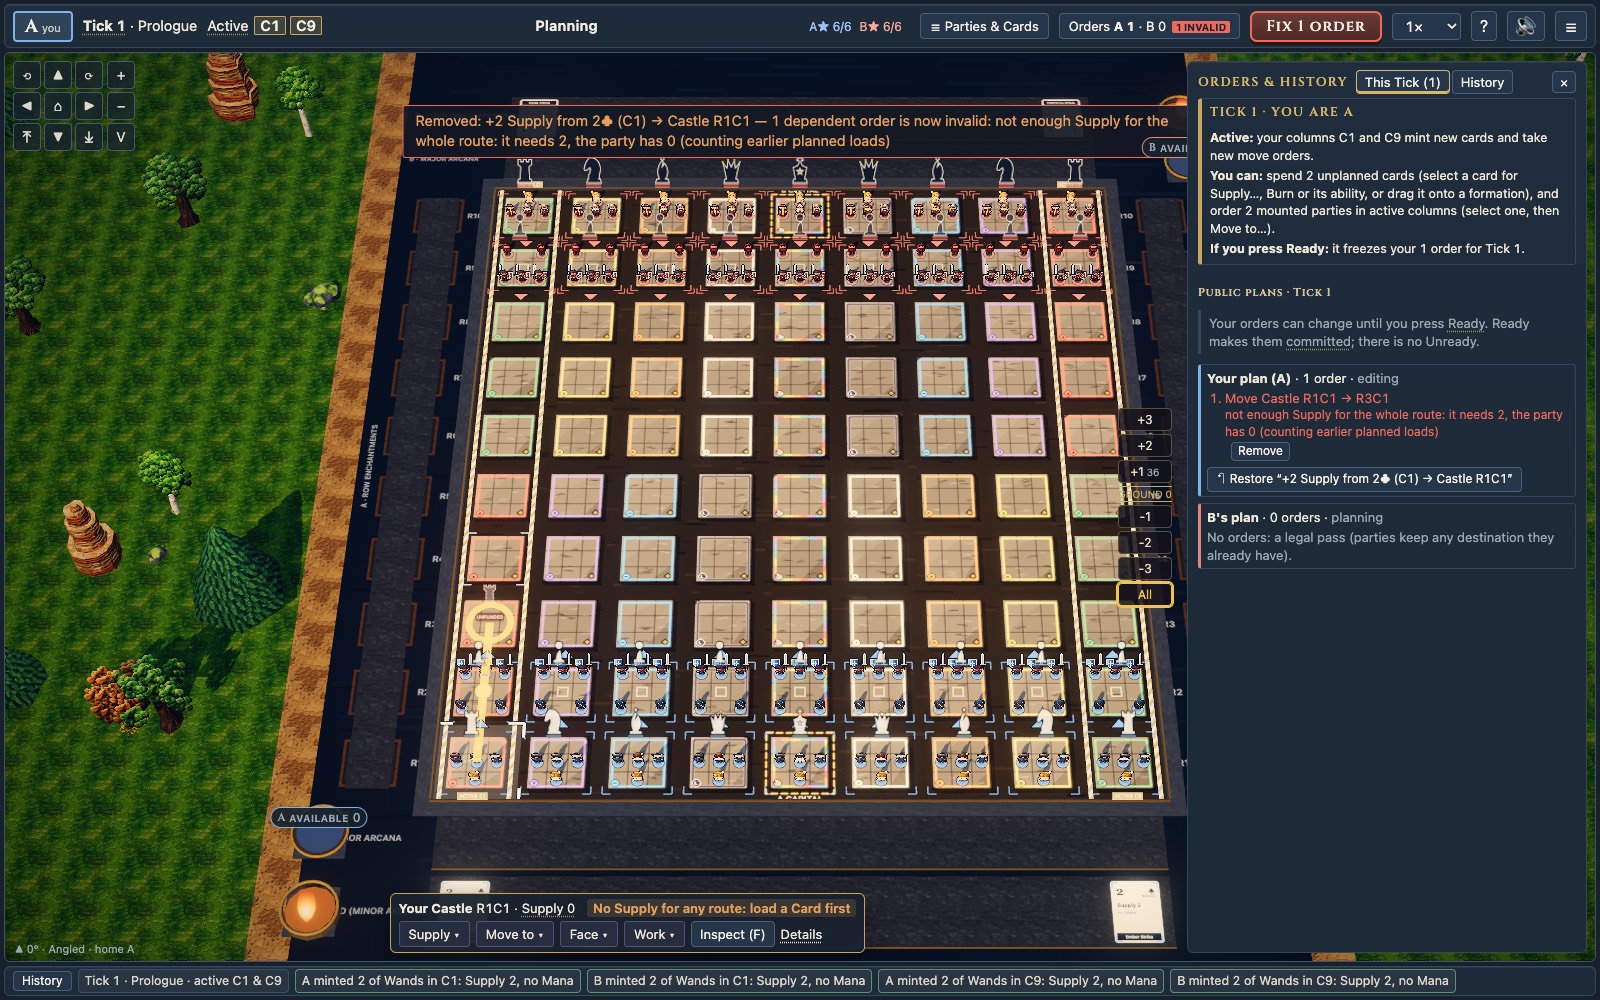 A you
Tick 1 · Prologue Active C1 C9
Planning
A★ 6/6 B★ 6/6
≡ Parties & Cards
Orders A 1 · B 0 1 INVALID
FIX 1 ORDER
1×
?
V
Removed: +2 Supply from 2♣ (C1) → Castle R1C1 — 1 dependent order is now invalid: not enough Supply for the
whole route: it needs 2, the party has 0 (counting earlier planned loads)
B - MAJOR ARCANA
ORDERS & HISTORY
This Tick (1)
History
×
TICK 1 · YOU ARE A
Active: your columns C1 and C9 mint new cards and take
new move orders.
You can: spend 2 unplanned cards (select a card for
Supply..., Burn or its ability, or drag it onto a formation), and
order 2 mounted parties in active columns (select one, then
Move to...).
If you press Ready: it freezes your 1 order for Tick 1.
PUBLIC PLANS · TICK 1
Your orders can change until you press Ready. Ready
makes them committed; there is no Unready.
Your plan (A) · 1 order · editing
1. Move Castle R1C1 → R3C1
not enough Supply for the whole route: it needs 2, the party
has 0 (counting earlier planned loads)
Remove
Restore “+2 Supply from 2♣ (C1) → Castle R1C1”
B's plan · 0 orders · planning
No orders: a legal pass (parties keep any destination they
already have).
+3
+2
+1 36
-1
-2
-3
All
A - ROW ENCHANTMENTS
UNFUNDED
A CAPITAL
A AVAILABLE 0
OR ARCANA
Your Castle R1C1 · Supply 0 No Supply for any route: load a Card first
Supply ▾
Move to ▾
Face ▾
Work ▾
Inspect (F)
Details
2
Supply 2
▲ 0° · Angled · home A
History
Tick 1 · Prologue · active C1 & C9
A minted 2 of Wands in C1: Supply 2, no Mana
B minted 2 of Wands in C1: Supply 2, no Mana
A minted 2 of Wands in C9: Supply 2, no Mana
B minted 2 of Wands in C9: Supply 2, no Mana